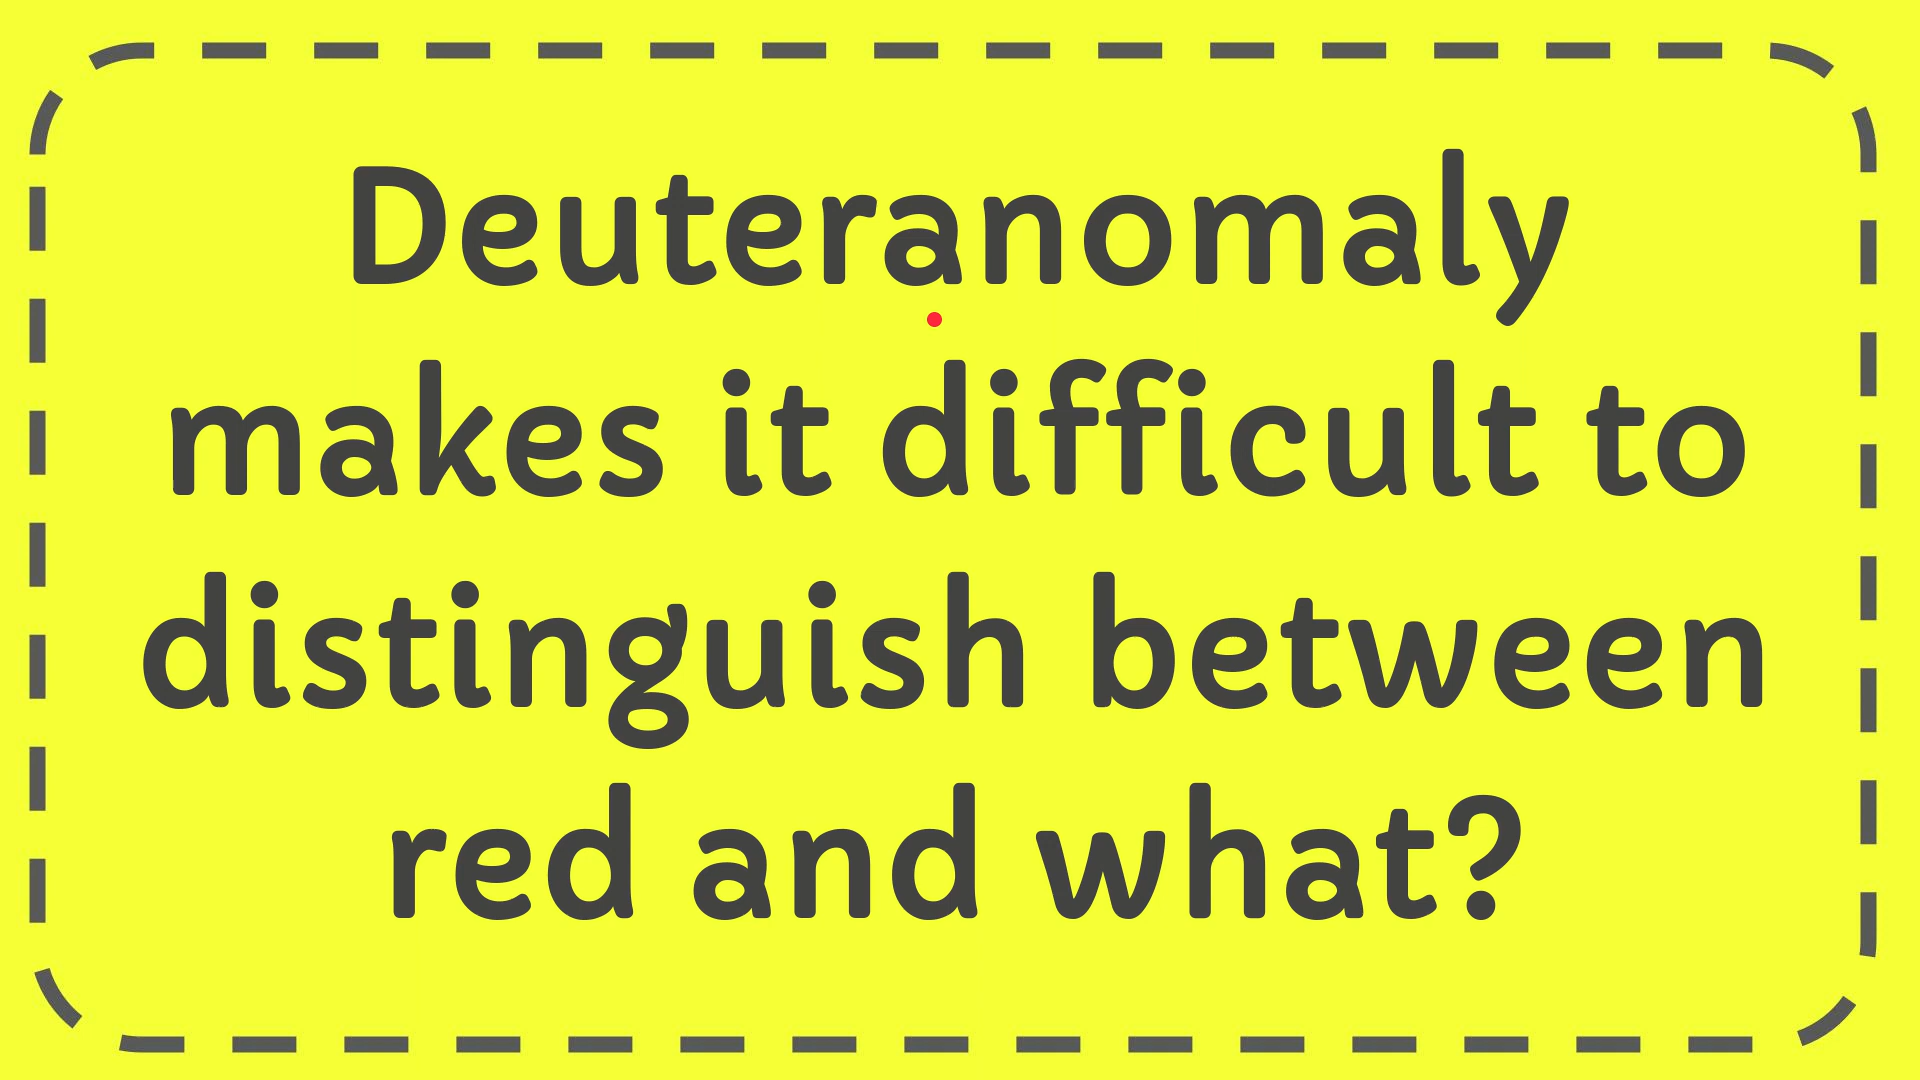 Deuteranomaly
makes it difficult to
distinguish between
red and what?